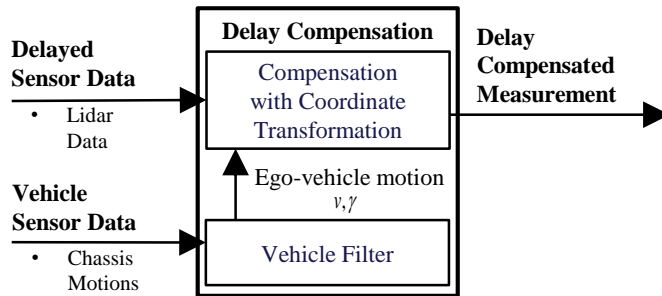 Delayed
Sensor Data
• Lidar
Data
Vehicle
Sensor Data
• Chassis
Motions
Delay Compensation
Compensation
with Coordinate
Transformation
Ego-vehicle motion
v,γ
Vehicle Filter
Delay
Compensated
Measurement